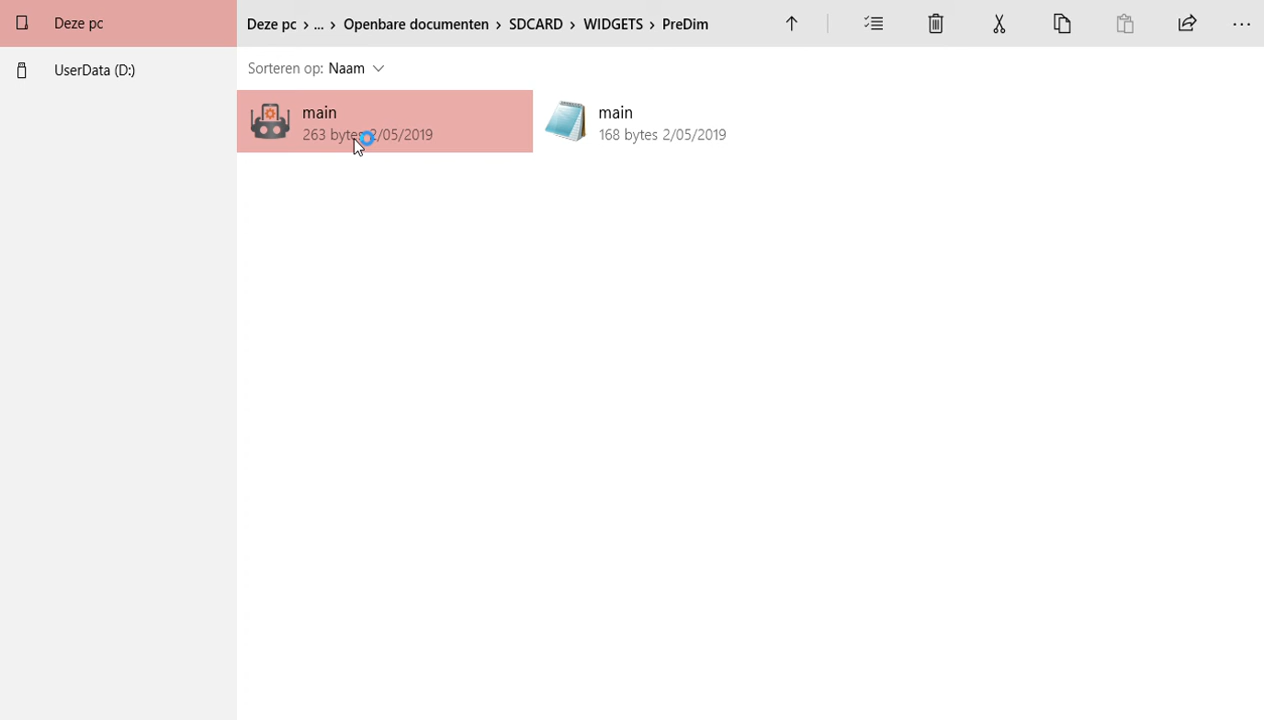 Deze pc
Deze pc > ... > Openbare documenten > SDCARD > WIDGETS > PreDim
UserData (D:)
Sorteren op: Naam
main
263 bytes 2/05/2019
main
168 bytes 2/05/2019